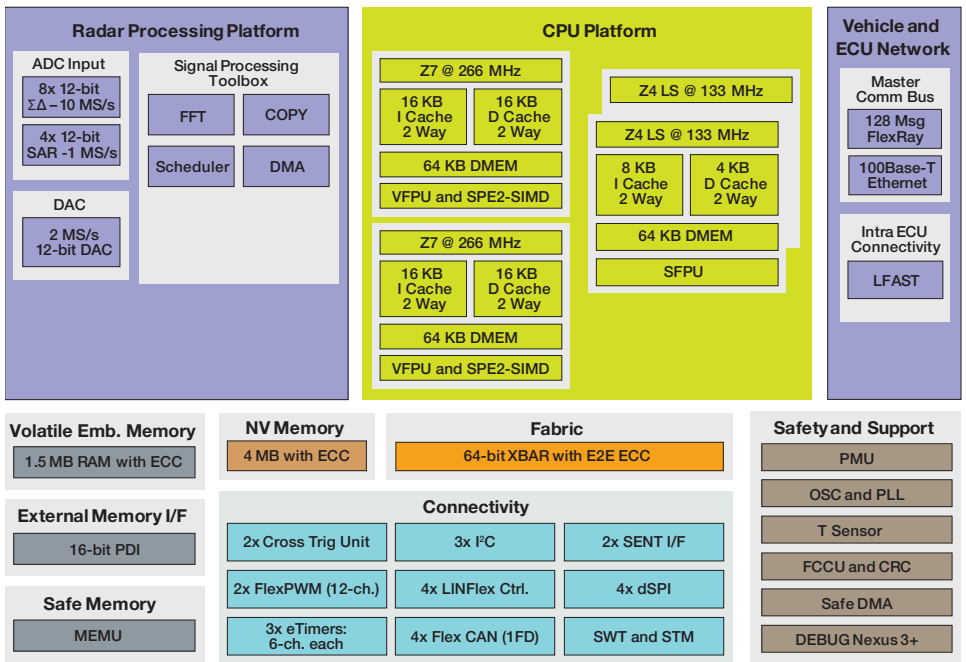 Radar Processing Platform
ADC Input
8x 12-bit
ΣΔ – 10 MS/s
4x 12-bit
SAR -1 MS/s
DAC
2 MS/s
12-bit DAC
Signal Processing
Toolbox
FFT
COPY
Scheduler
DMA
CPU Platform
Z7 @ 266 MHz
16 KB
I Cache
2 Way
16 KB
D Cache
2 Way
64 KB DMEM
VFPU and SPE2-SIMD
Z7 @ 266 MHz
16 KB
I Cache
2 Way
16 KB
D Cache
2 Way
64 KB DMEM
VFPU and SPE2-SIMD
Z4 LS @ 133 MHz
Z4 LS @ 133 MHz
8 KB
I Cache
2 Way
4 KB
D Cache
2 Way
64 KB DMEM
SFPU
Vehicle and
ECU Network
Master
Comm Bus
128 Msg
FlexRay
100Base-T
Ethernet
Intra ECU
Connectivity
LFAST
Volatile Emb. Memory
1.5 MB RAM with ECC
External Memory I/F
16-bit PDI
Safe Memory
MEMU
NV Memory
4 MB with ECC
Fabric
64-bit XBAR with E2E ECC
Connectivity
2x Cross Trig Unit
3x I²C
2x SENT I/F
2x FlexPWM (12-ch.)
4x LINFlex Ctrl.
4x dSPI
3x eTimers:
6-ch. each
4x Flex CAN (1FD)
SWT and STM
Safety and Support
PMU
OSC and PLL
T Sensor
FCCU and CRC
Safe DMA
DEBUG Nexus 3+